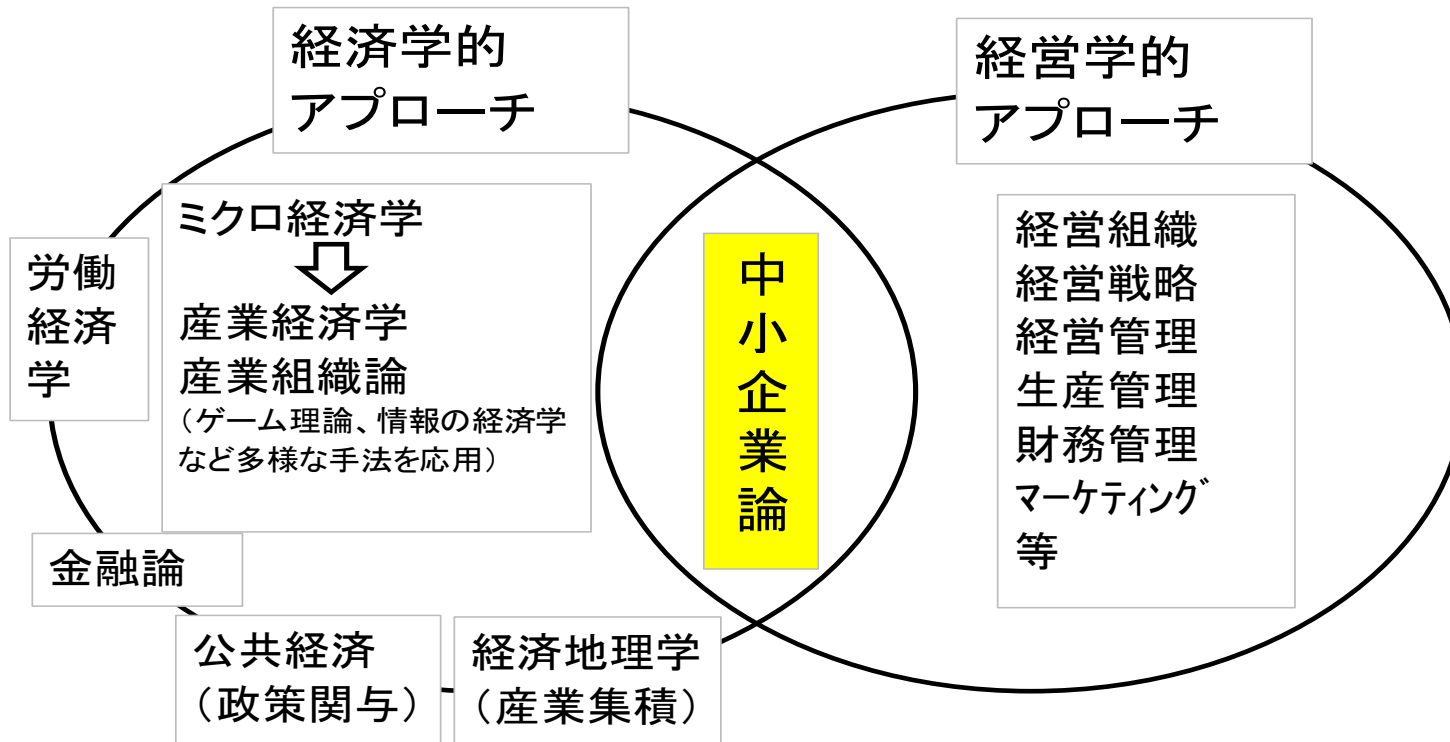 経済学的
アプローチ
経営学的
アプローチ
ミクロ経済学
産業経済学
産業組織論
（ゲーム理論、情報の経済学
など多様な手法を応用）
労働
経済
学
金融論
公共経済
（政策関与）
経済地理学
（産業集積）
中小企業論
経営組織
経営戦略
経営管理
生産管理
財務管理
ﾏｰｹﾃｨﾝｸﾞ
等